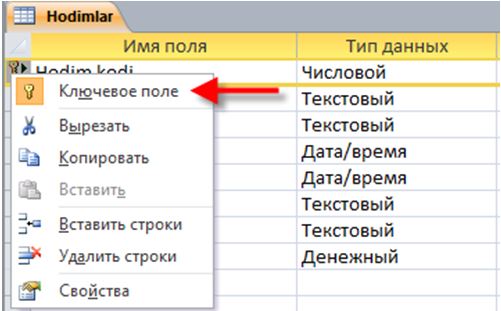 Hodimlar
Имя поля Тип данных
Hodim kodi Числовой
Ключевое поле Текстовый
Вырезать Текстовый
Копировать Дата/время
Вставить Дата/время
Вставить строки Текстовый
Удалить строки Текстовый
Свойства Денежный